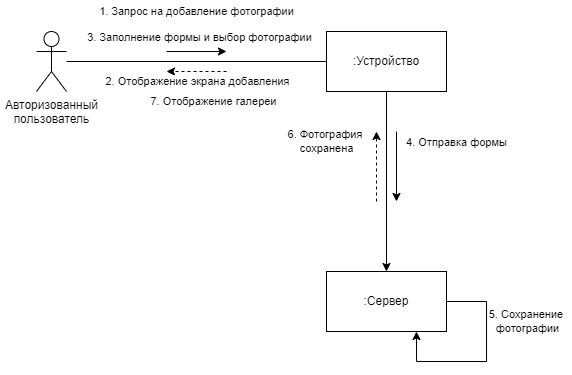 1. Запрос на добавление фотографии
3. Заполнение формы и выбор фотографии
:Устройство
2. Отображение экрана добавления
7. Отображение галереи
Авторизованный
пользователь
6. Фотография
сохранена
4. Отправка формы
:Сервер
5. Сохранение
фотографии